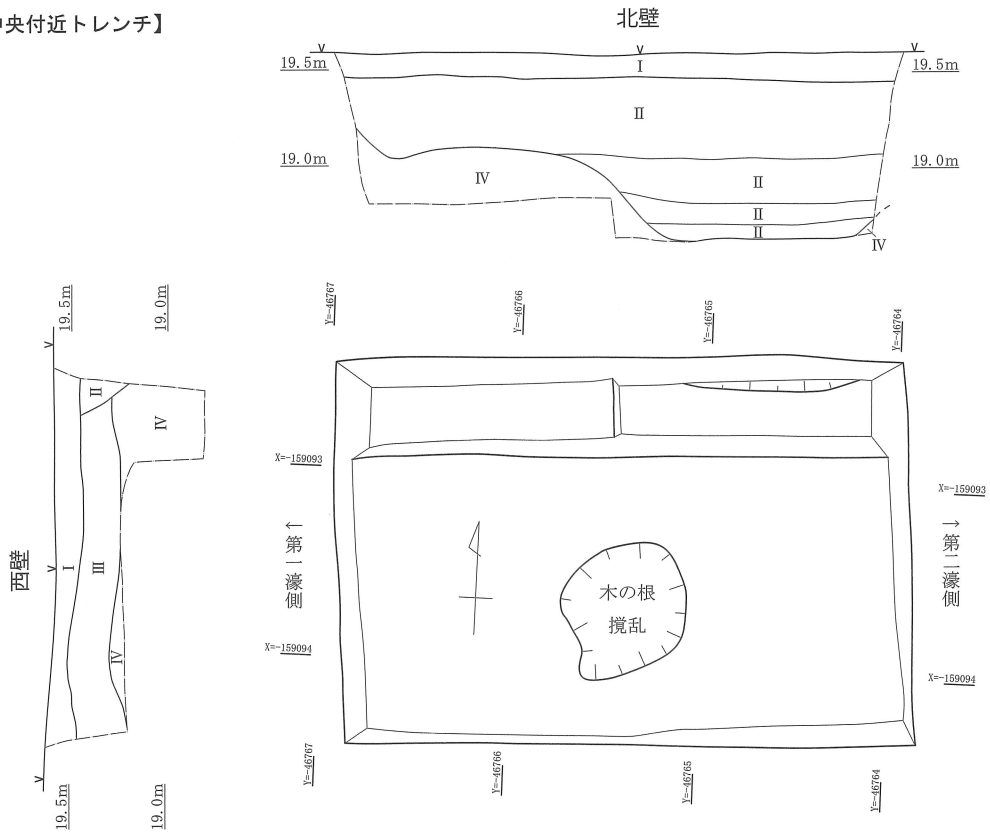 央付近トレンチ】
北壁
19.5m
I
19.5m
II
19.0m
19.0m
IV
II
II
II
IV
19.5m
19.0m
Y=-46767
Y=-46766
Y=-46765
Y=-46764
II
IV
X=-159093
X=-159093
西壁
I
III
←第一濠側
→第二濠側
木の根
撹乱
X=-159094
IV
X=-159094
Y=-46767
Y=-46766
Y=-46765
Y=-46764
19.5m
19.0m